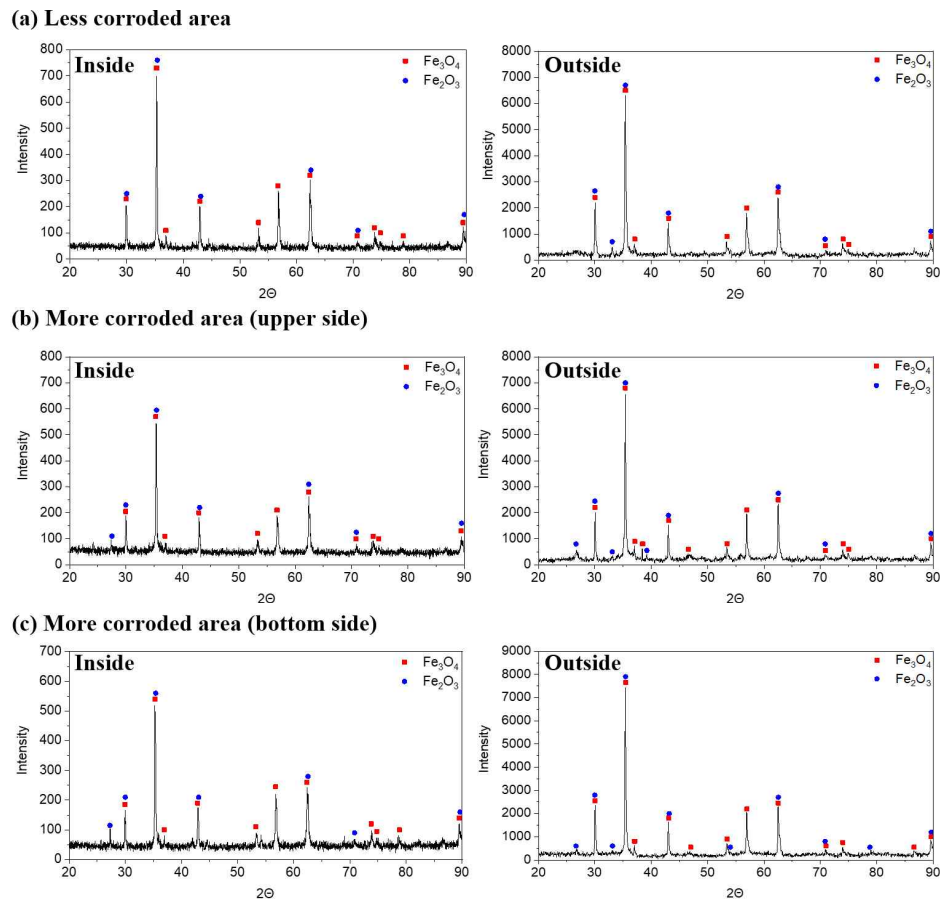 (a) Less corroded area
Inside
Fe₃O₄
Fe₂O₃
Intensity
800
700
600
500
400
300
200
100
0
20 30 40 50 60 70 80 90
2Θ
Outside
Fe₃O₄
Fe₂O₃
Intensity
8000
7000
6000
5000
4000
3000
2000
1000
0
20 30 40 50 60 70 80 90
2Θ
(b) More corroded area (upper side)
Inside
Fe₃O₄
Fe₂O₃
Intensity
800
700
600
500
400
300
200
100
0
20 30 40 50 60 70 80 90
2Θ
Outside
Fe₃O₄
Fe₂O₃
Intensity
8000
7000
6000
5000
4000
3000
2000
1000
0
20 30 40 50 60 70 80 90
2Θ
(c) More corroded area (bottom side)
Inside
Fe₃O₄
Fe₂O₃
Intensity
700
600
500
400
300
200
100
0
20 30 40 50 60 70 80 90
2Θ
Outside
Fe₃O₄
Fe₂O₃
Intensity
9000
8000
7000
6000
5000
4000
3000
2000
1000
0
20 30 40 50 60 70 80 90
2Θ